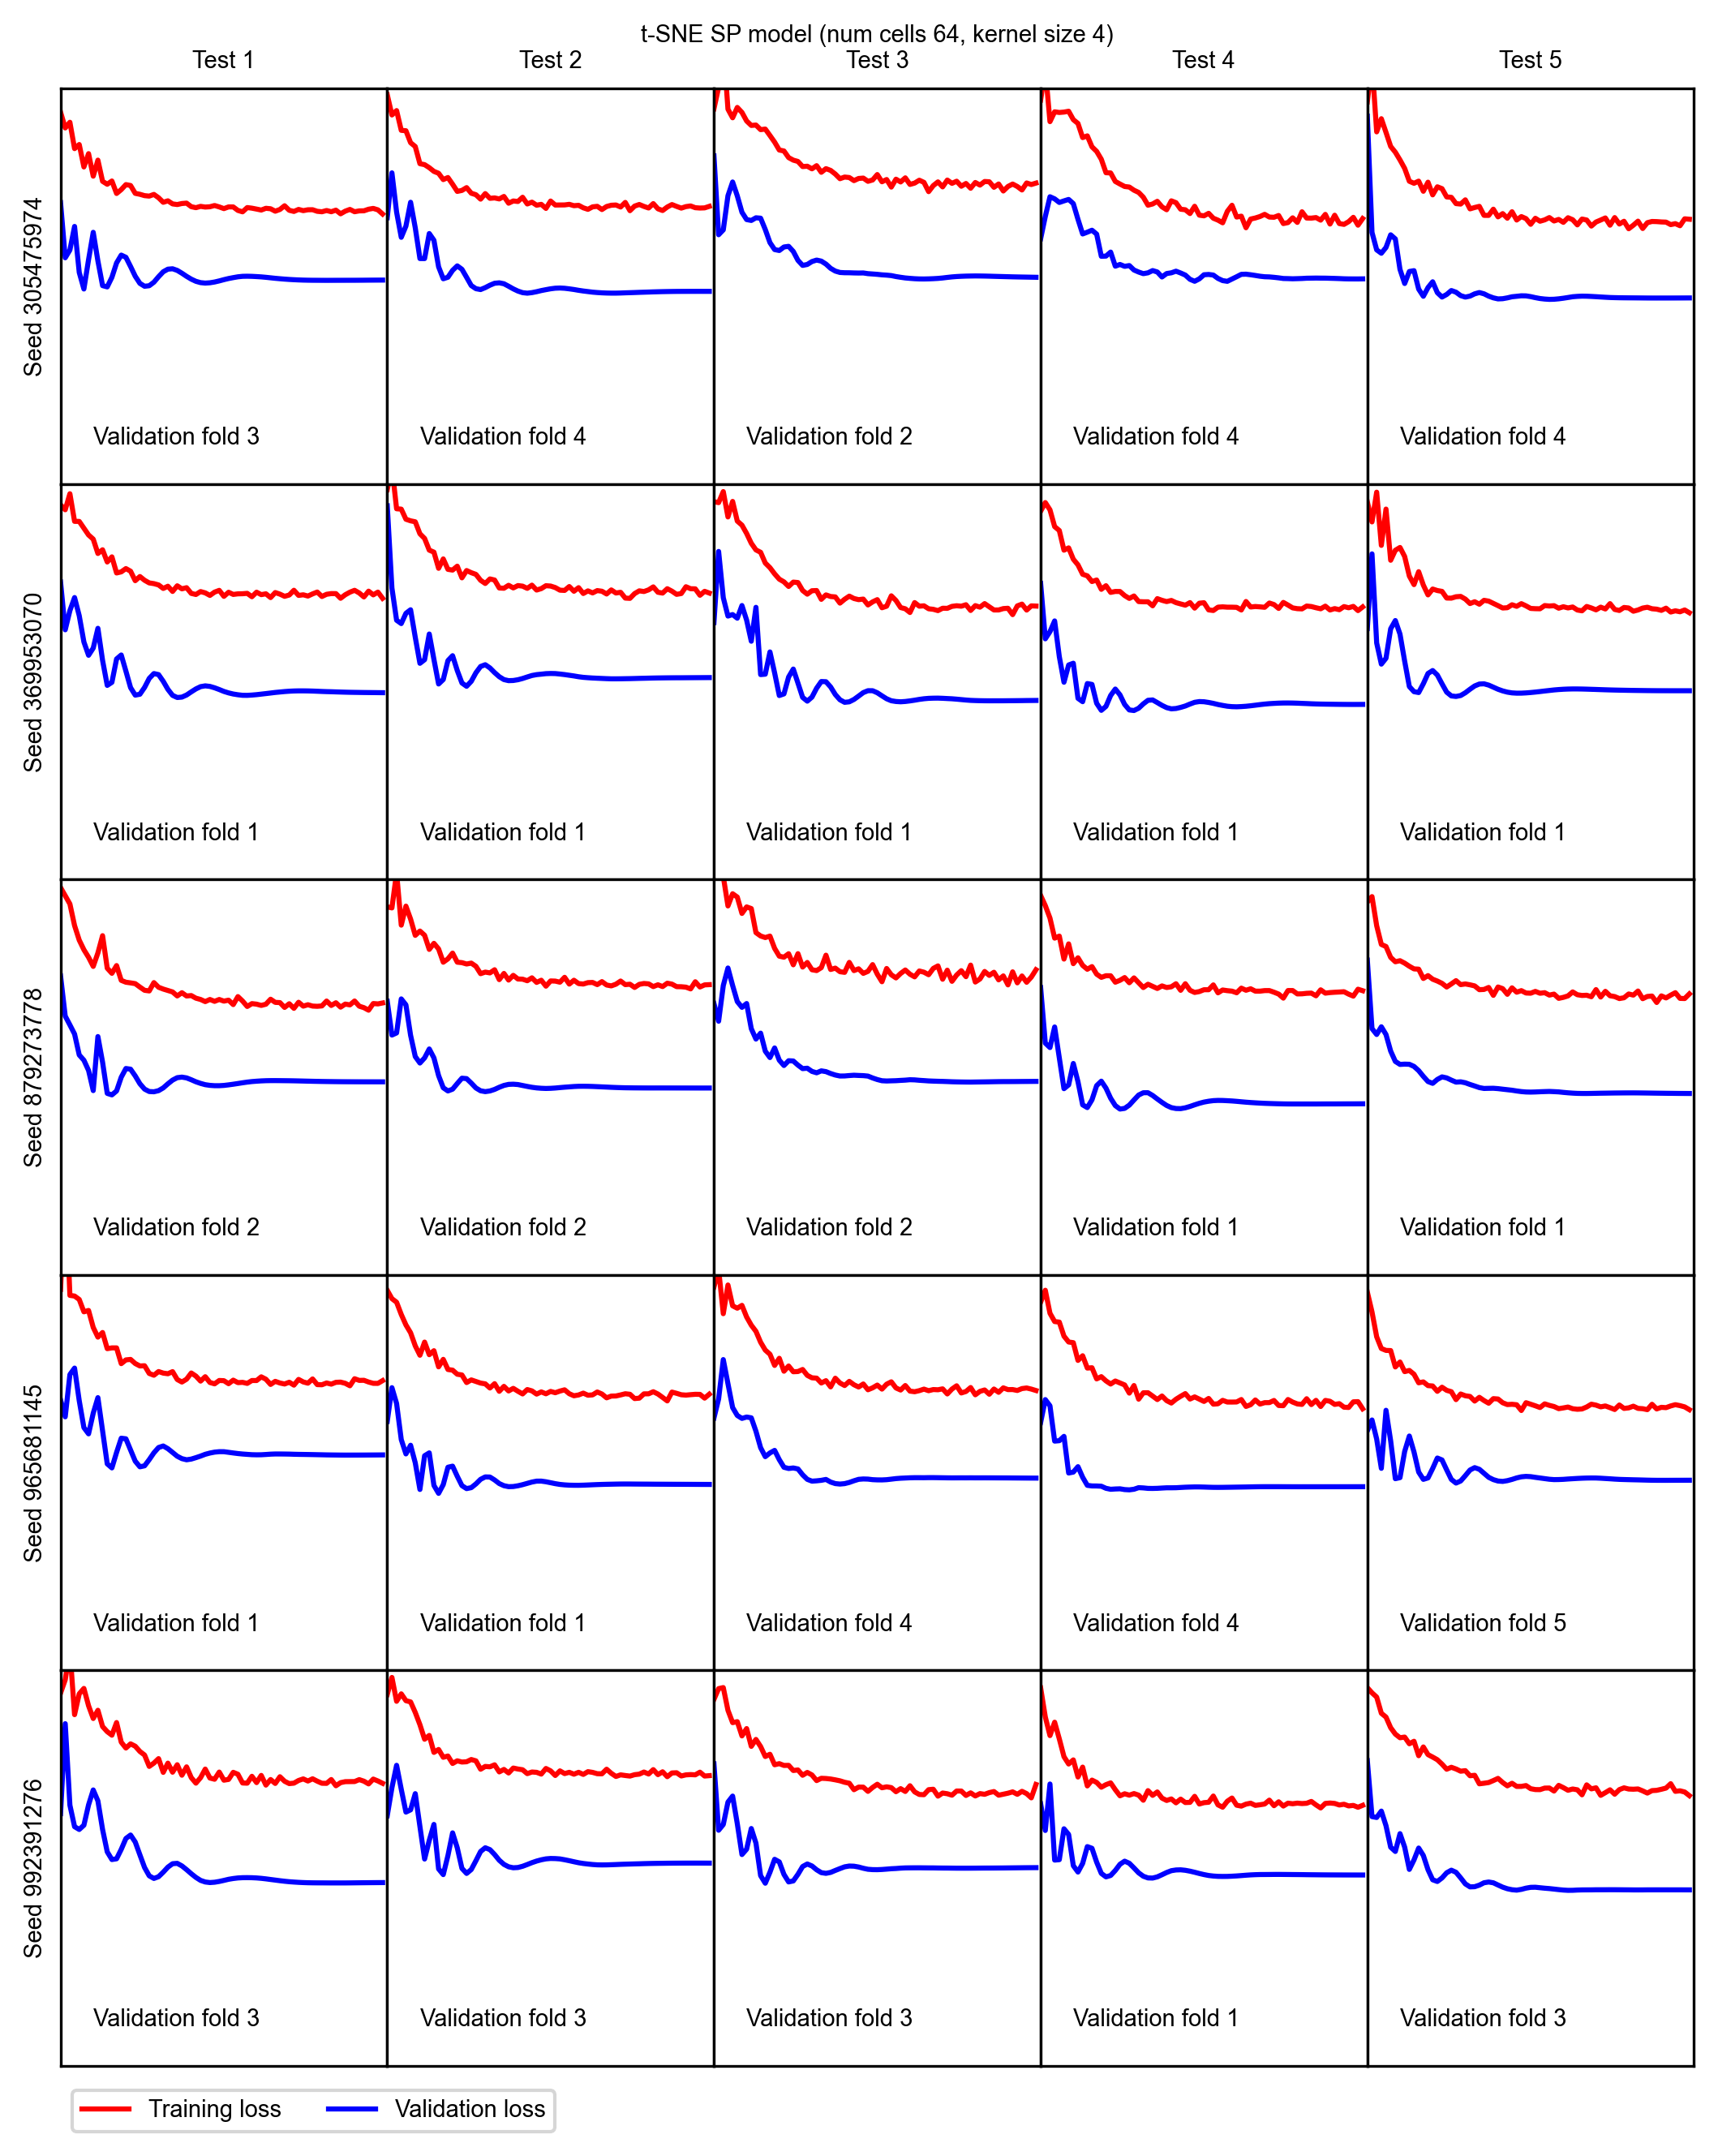 t-SNE SP model (num cells 64, kernel size 4)
Test 1 Test 2 Test 3 Test 4 Test 5
Seed 305475974
Validation fold 3 Validation fold 4 Validation fold 2 Validation fold 4 Validation fold 4
Seed 369953070
Validation fold 1 Validation fold 1 Validation fold 1 Validation fold 1 Validation fold 1
Seed 879273778
Validation fold 2 Validation fold 2 Validation fold 2 Validation fold 1 Validation fold 1
Seed 965681145
Validation fold 1 Validation fold 1 Validation fold 4 Validation fold 4 Validation fold 5
Seed 992391276
Validation fold 3 Validation fold 3 Validation fold 3 Validation fold 1 Validation fold 3
Training loss Validation loss